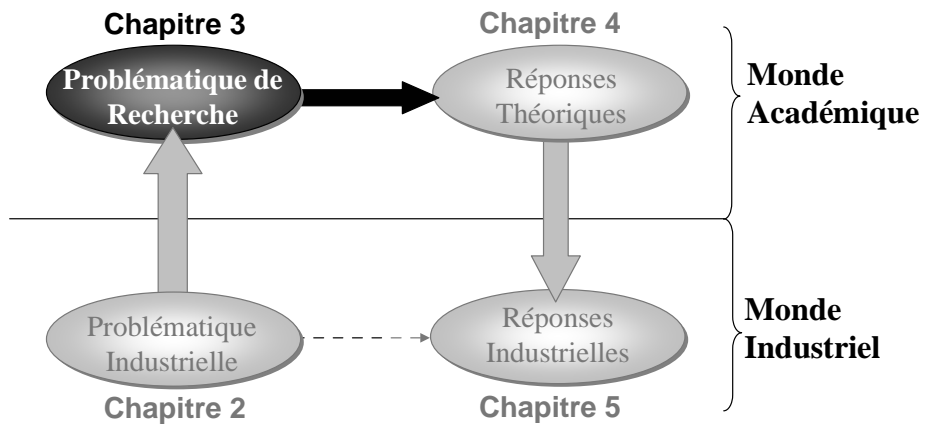 Chapitre 3
Chapitre 4
Problématique de
Recherche
Réponses
Théoriques
Monde
Académique
Problématique
Industrielle
Réponses
Industrielles
Monde
Industriel
Chapitre 2
Chapitre 5